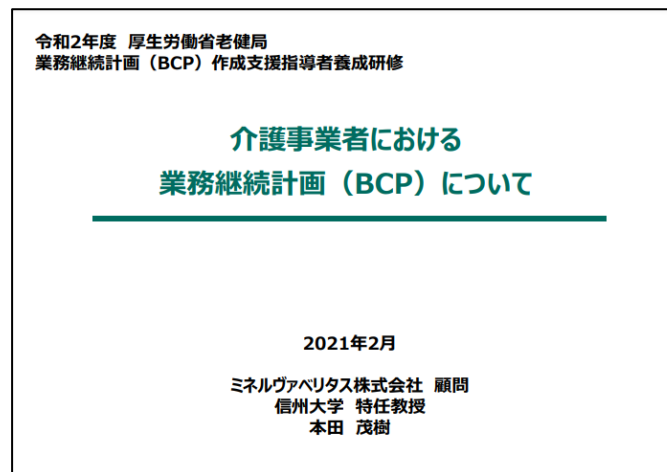 令和2年度 厚生労働省老健局
業務継続計画（BCP）作成支援指導者養成研修
介護事業者における
業務継続計画（BCP）について
2021年2月
ミネルヴァベリタス株式会社 顧問
信州大学 特任教授
本田 茂樹